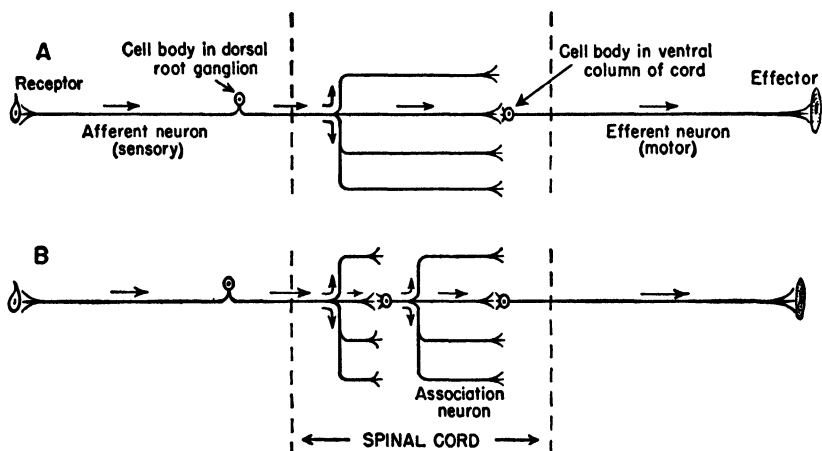 A
Cell body in dorsal
root ganglion
Cell body in ventral
column of cord
Receptor
Effector
Afferent neuron
(sensory)
Efferent neuron
(motor)
B
Association
neuron
SPINAL CORD